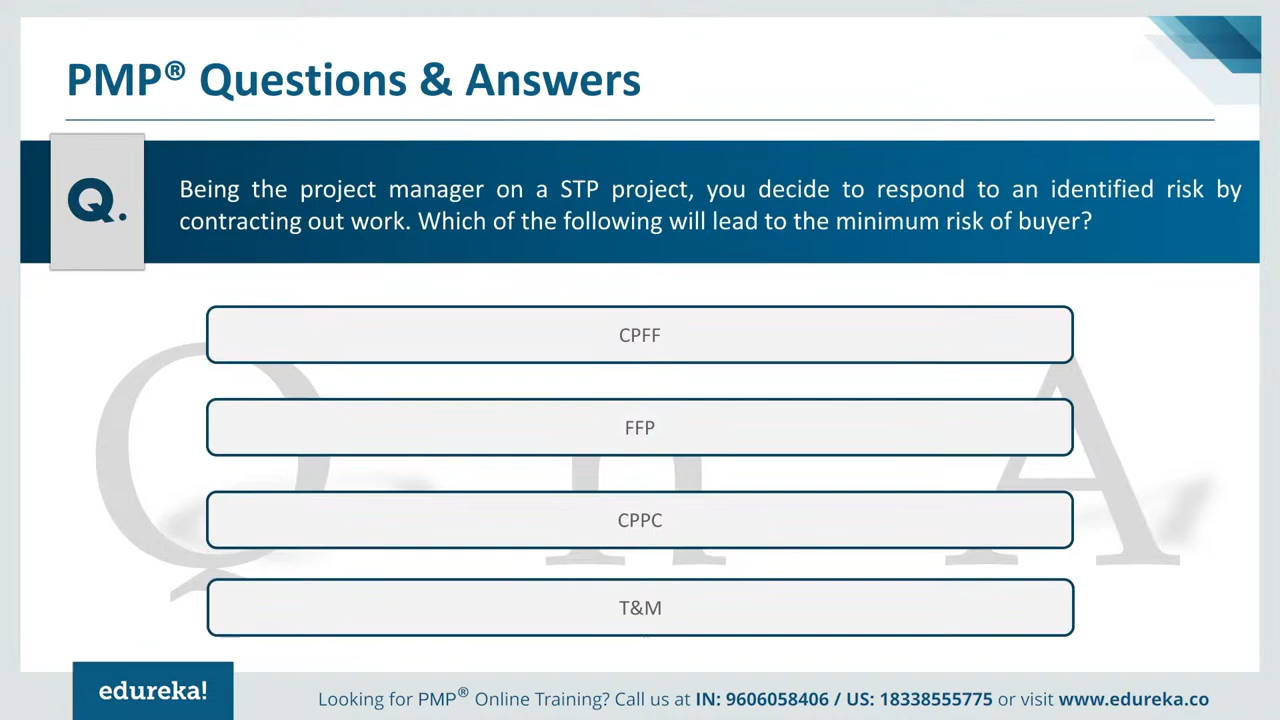 PMP® Questions & Answers
Q.
Being the project manager on a STP project, you decide to respond to an identified risk by
contracting out work. Which of the following will lead to the minimum risk of buyer?
CPFF
FFP
CPPC
T&M
Q n A
edureka!
Looking for PMP® Online Training? Call us at IN: 9606058406 / US: 18338555775 or visit www.edureka.co